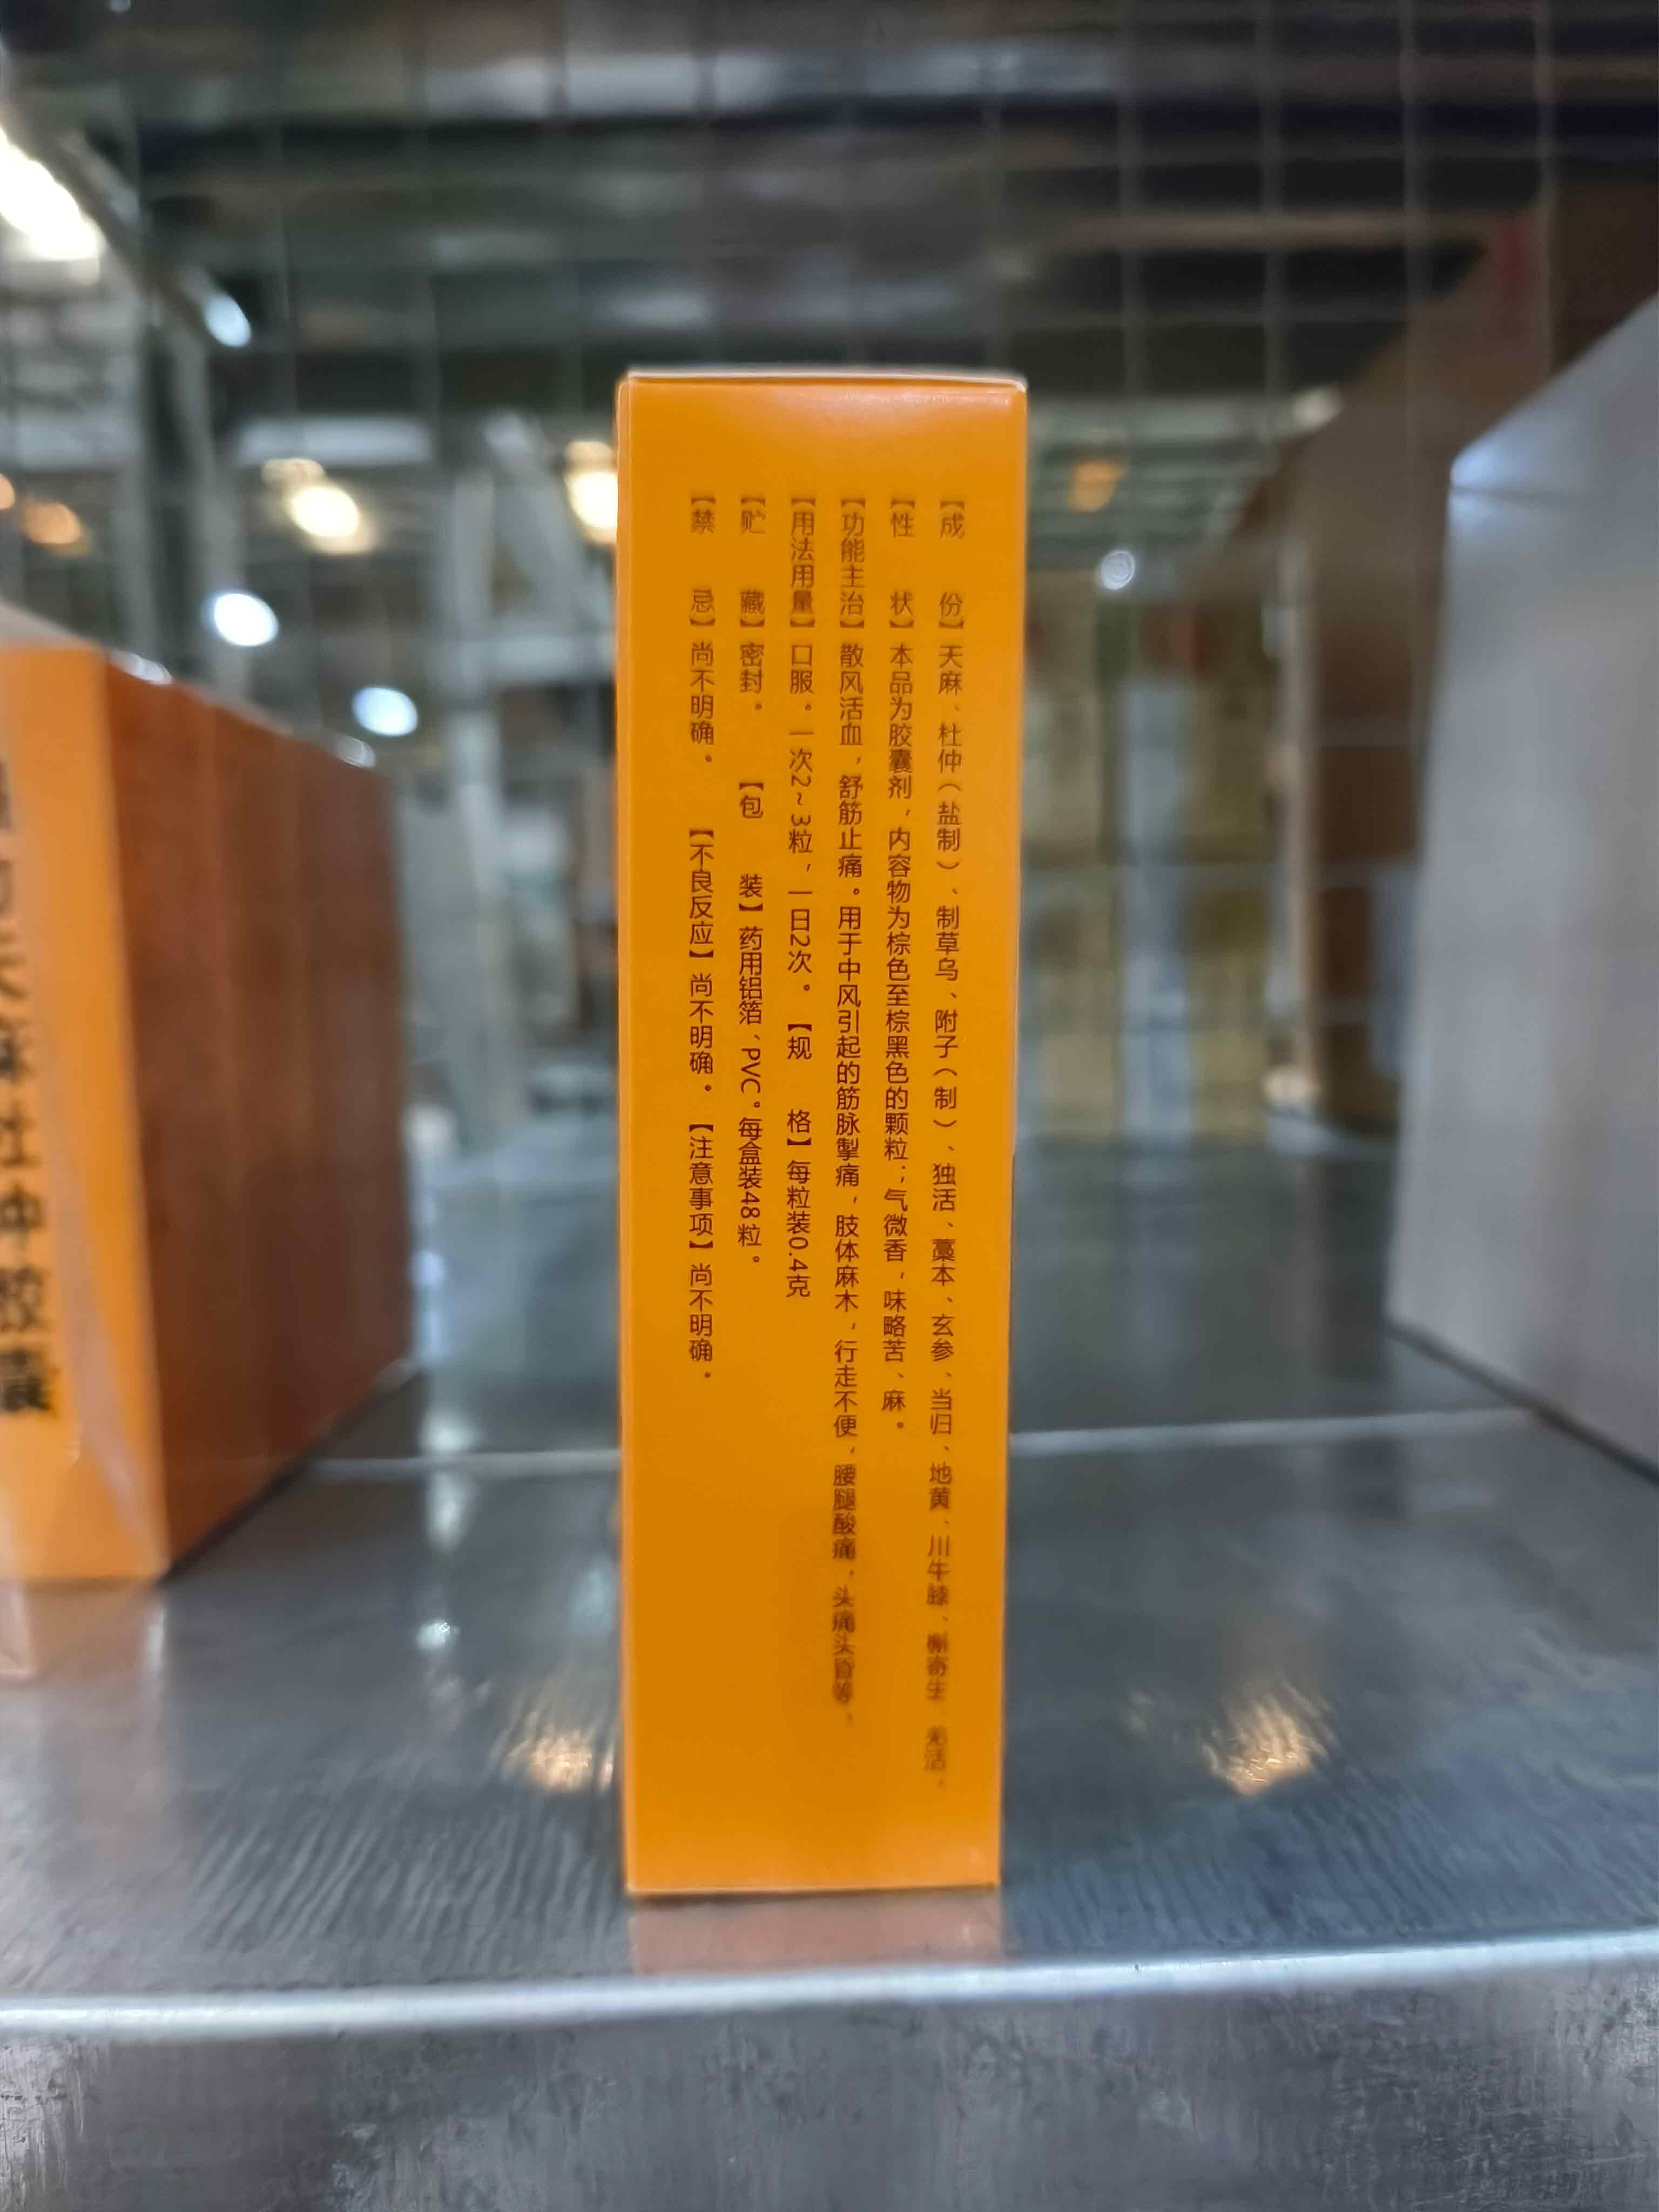 【成份】天麻、杜仲（盐制）、制草乌、附子（制）、独活、藁本、玄参、当归、地黄、川牛膝、槲寄生、羌活。
【性状】本品为胶囊剂，内容物为棕色至棕黑色的颗粒；气微香，味略苦、麻。
【功能主治】散风活血，舒筋止痛。用于中风引起的筋脉掣痛，肢体麻木，行走不便，腰腿酸痛，头痛头昏等。
【用法用量】口服。一次2~3粒，一日2次。【规格】每粒装0.4克
【贮藏】密封。【包装】药用铝箔，PVC。每盒装48粒。
【禁忌】尚不明确。【不良反应】尚不明确。【注意事项】尚不明确。
天麻杜仲胶囊